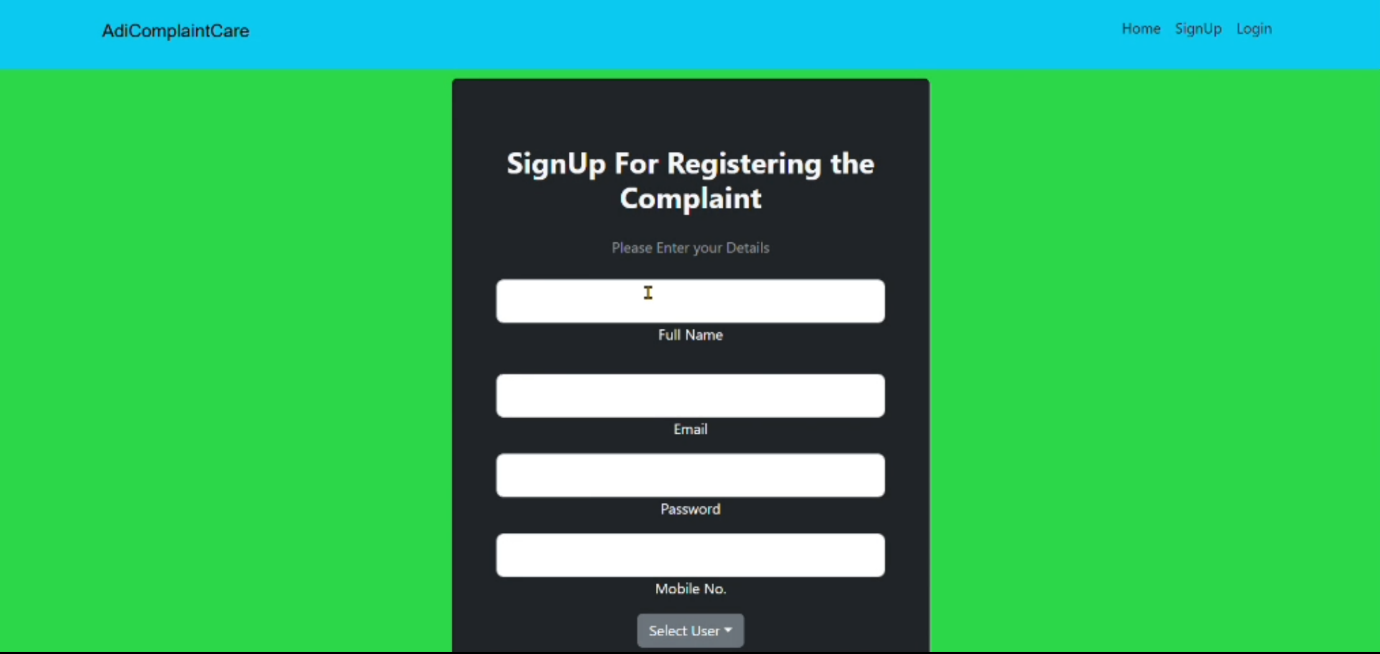 AdiComplaintCare
Home SignUp Login
SignUp For Registering the
Complaint
Please Enter your Details
Full Name
Email
Password
Mobile No.
Select User